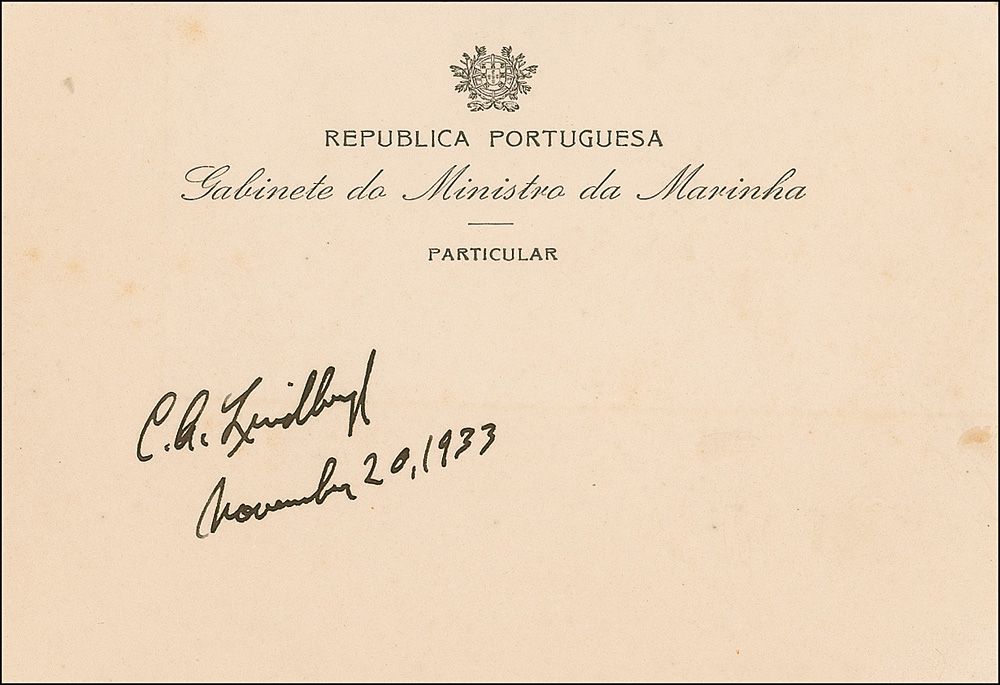 REPUBLICA PORTUGUESA
Gabinete do Ministro da Marinha
PARTICULAR
C. A. Lindbergh
November 20, 1933